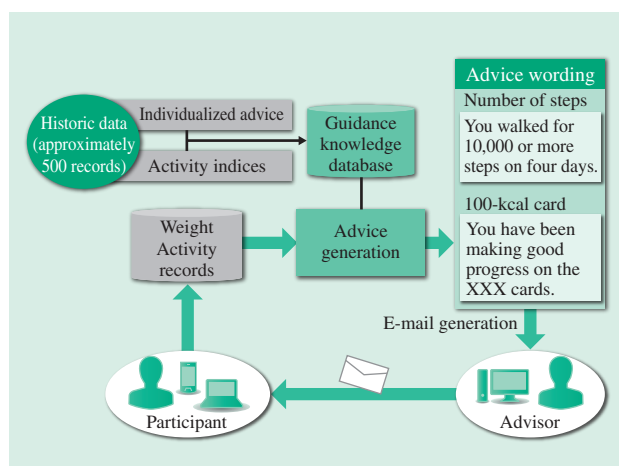 Historic data
(approximately
500 records)
Individualized advice
Activity indices
Guidance
knowledge
database
Weight
Activity
records
Advice
generation
Advice wording
Number of steps
You walked for
10,000 or more
steps on four days.
100-kcal card
You have been
making good
progress on the
XXX cards.
E-mail generation
Participant
Advisor